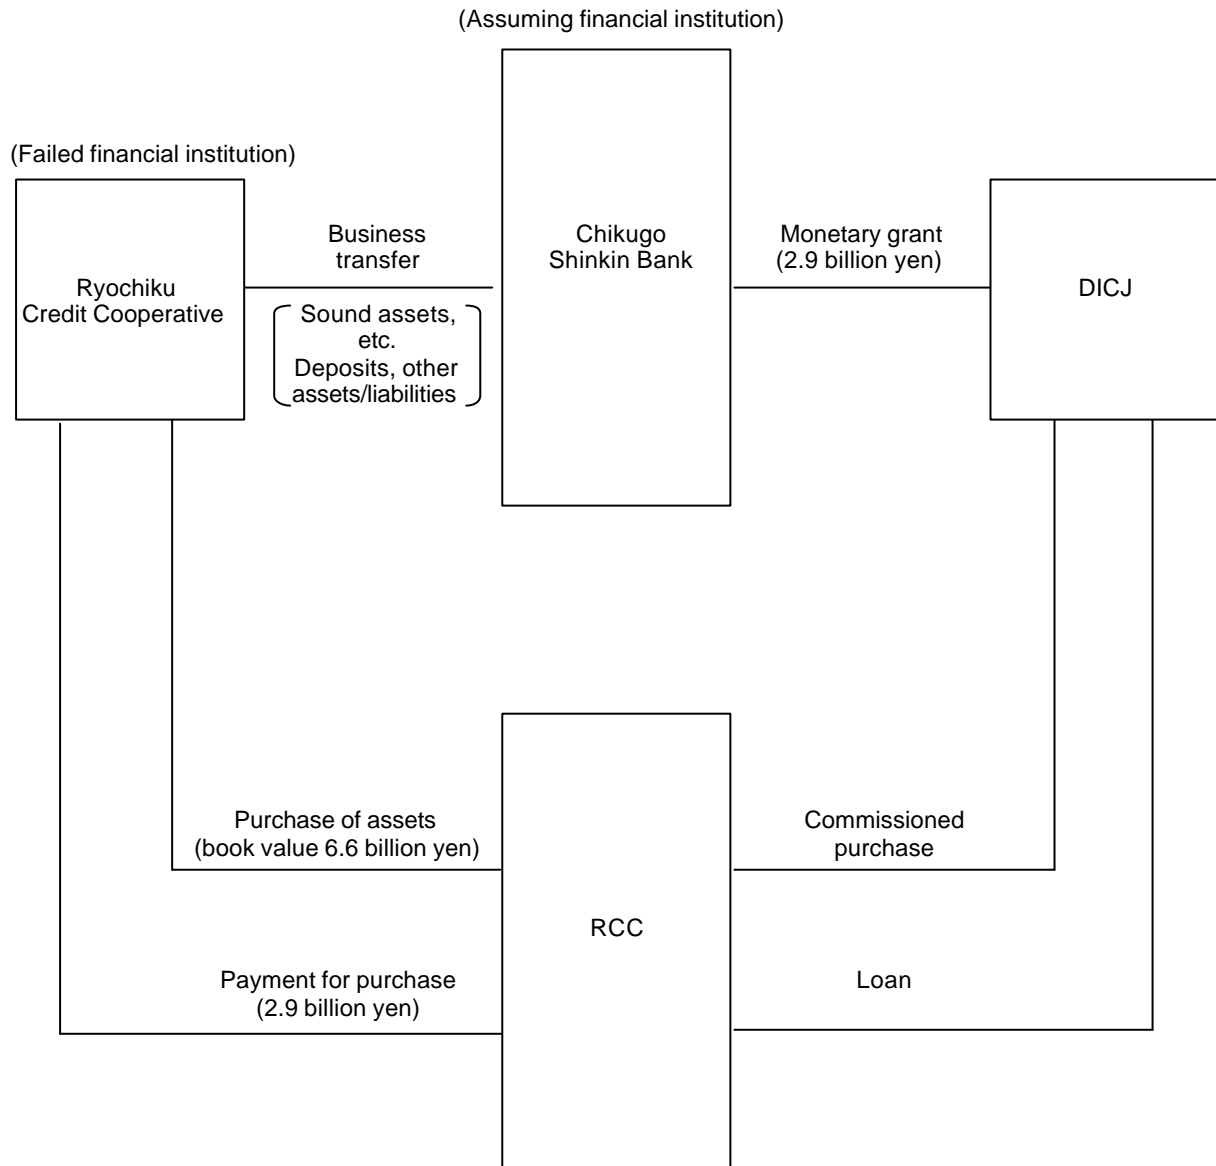 (Assuming financial institution)
(Failed financial institution)
Ryochiku
Credit Cooperative
Business
transfer
Sound assets,
etc.
Deposits, other
assets/liabilities
Chikugo
Shinkin Bank
Monetary grant
(2.9 billion yen)
DICJ
Purchase of assets
(book value 6.6 billion yen)
Commissioned
purchase
RCC
Payment for purchase
(2.9 billion yen)
Loan